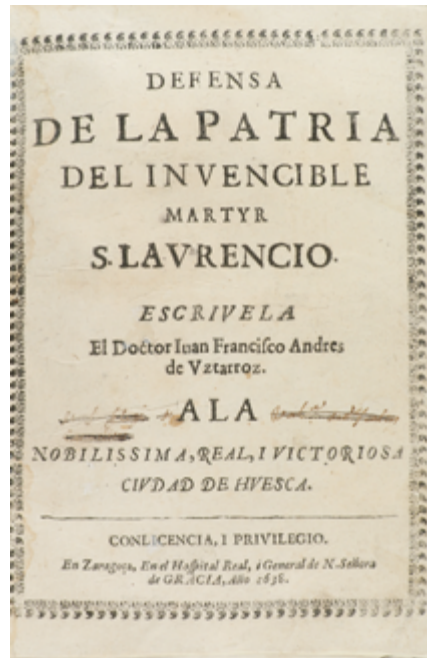 DEFENSA
DE LA PATRIA
DEL INVENCIBLE
MARTYR
S. LAVRENCIO.
ESCRIVELA
El Doctor Iuan Francisco Andres
de Vztarroz.
A LA
NOBILISSIMA, REAL, I VICTORIOSA
CIVDAD DE HVESCA.
CON LICENCIA, I PRIVILEGIO.
En Zaragoça, En el Hospital Real, i General de N. Señora
de GRACIA, Año 1638.